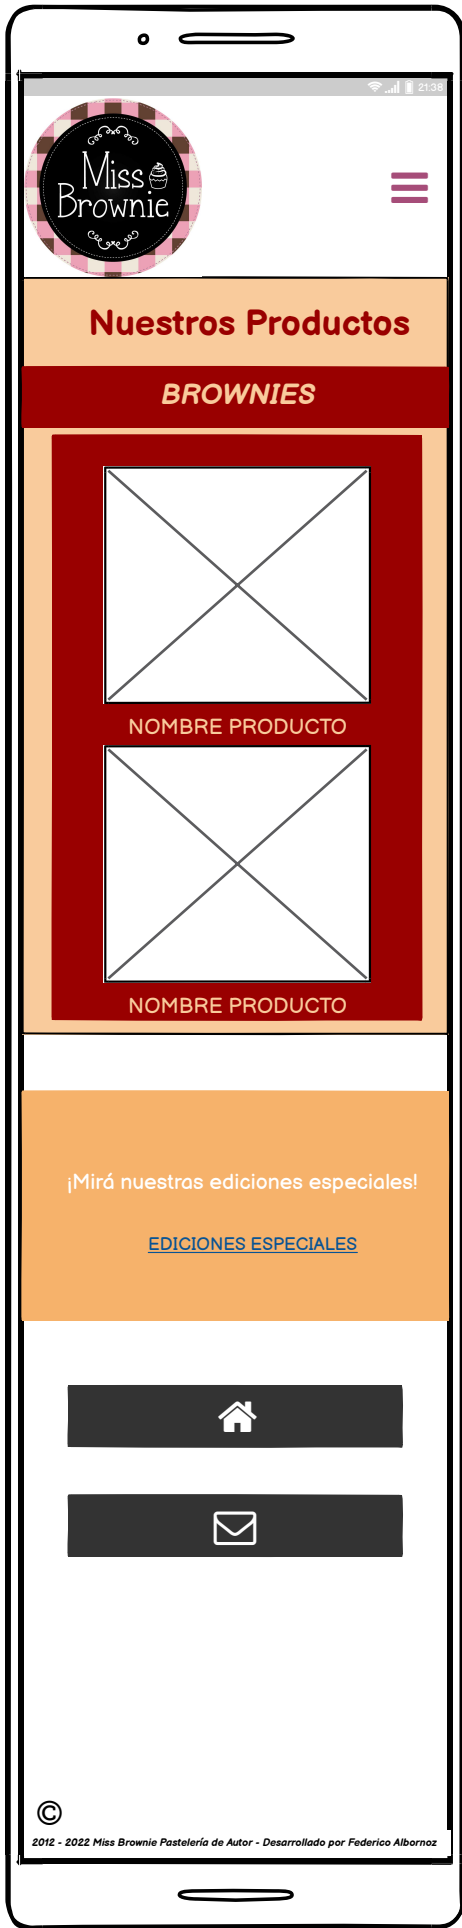 21:38
Miss
Brownie
Nuestros Productos
BROWNIES
NOMBRE PRODUCTO
NOMBRE PRODUCTO
¡Mirá nuestras ediciones especiales!
EDICIONES ESPECIALES
©
2012 - 2022 Miss Brownie Pastelería de Autor - Desarrollado por Federico Albornoz